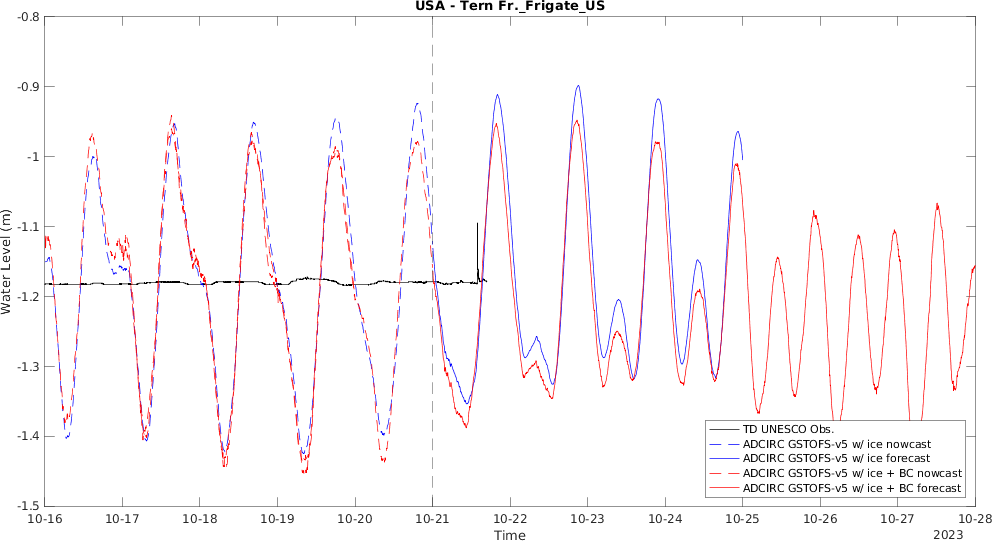 USA - Tern Fr._Frigate_US
-0.8
-0.9
-1
-1.1
-1.2
-1.3
-1.4
-1.5
Water Level (m)
TD UNESCO Obs.
ADCIRC GSTOFS-v5 w/ ice nowcast
ADCIRC GSTOFS-v5 w/ ice forecast
ADCIRC GSTOFS-v5 w/ ice + BC nowcast
ADCIRC GSTOFS-v5 w/ ice + BC forecast
10-16 10-17 10-18 10-19 10-20 10-21 10-22 10-23 10-24 10-25 10-26 10-27 10-28
Time
2023